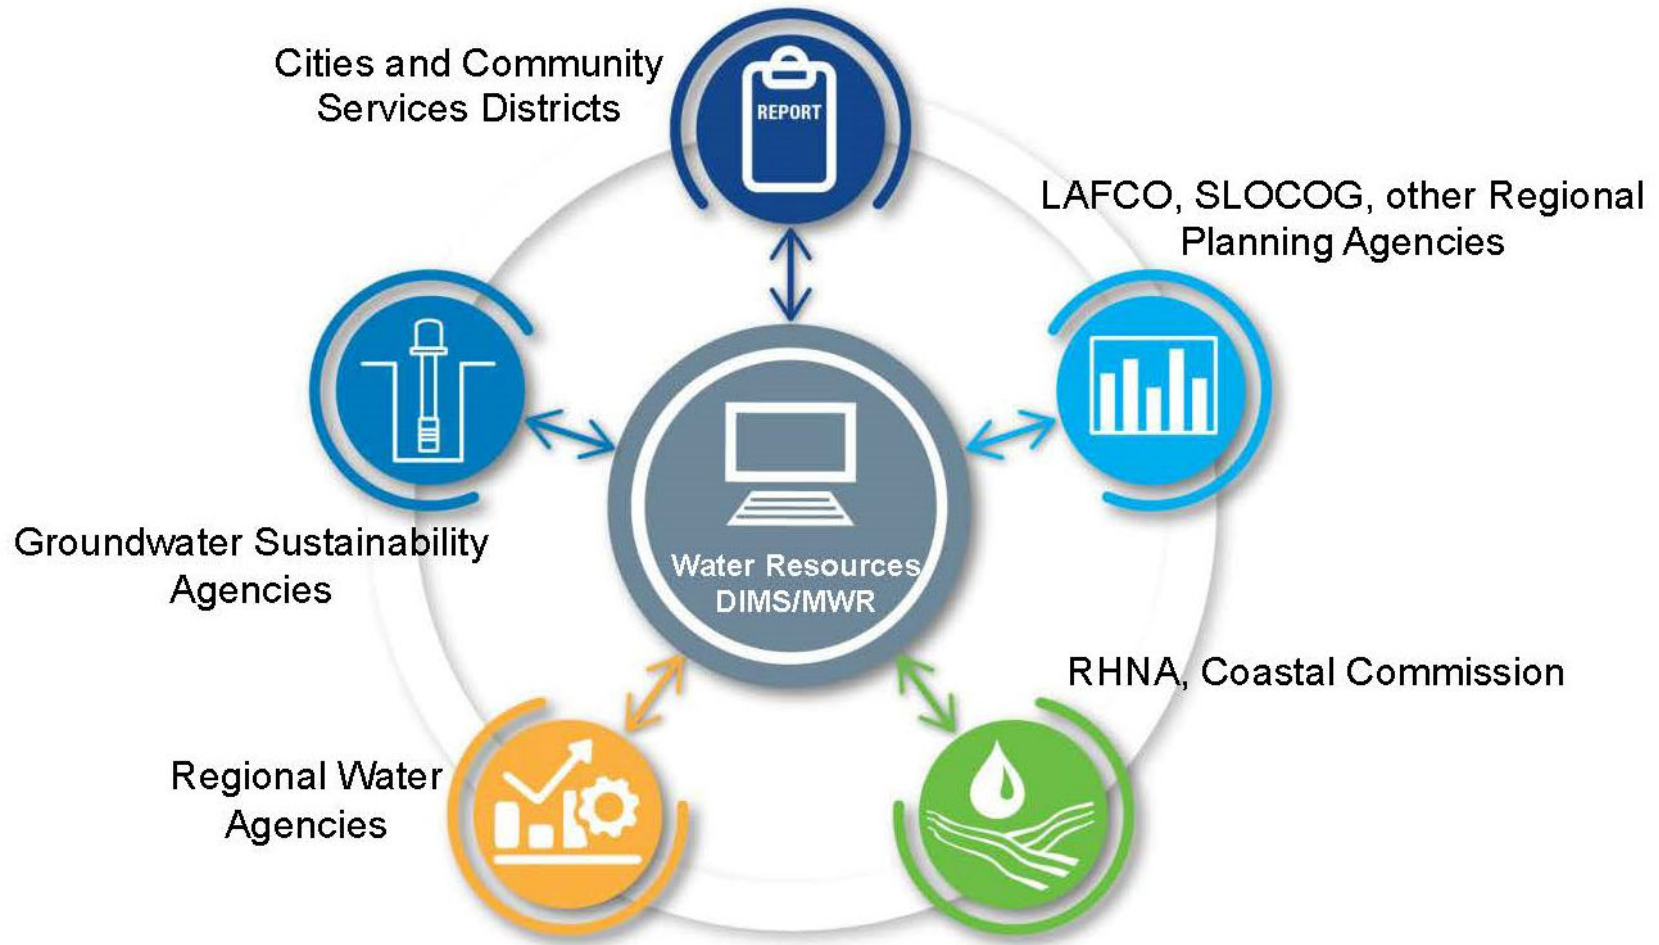 Cities and Community
Services Districts
REPORT
LAFCO, SLOCOG, other Regional
Planning Agencies
Groundwater Sustainability
Agencies
Water Resources
DIMS/MWR
RHNA, Coastal Commission
Regional Water
Agencies